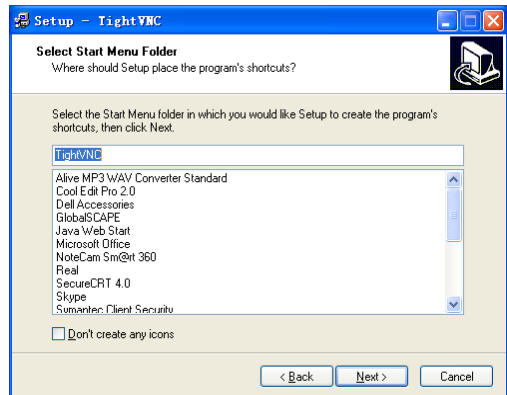 Setup - TightVNC
Select Start Menu Folder
Where should Setup place the program's shortcuts?
Select the Start Menu folder in which you would like Setup to create the program's
shortcuts, then click Next.
TightVNC
Alive MP3 WAV Converter Standard
Cool Edit Pro 2.0
Dell Accessories
GlobalSCAPE
Java Web Start
Microsoft Office
NoteCam Sm@rt 360
Real
SecureCRT 4.0
Skype
Symantec Client Security
Don't create any icons
< Back
Next >
Cancel